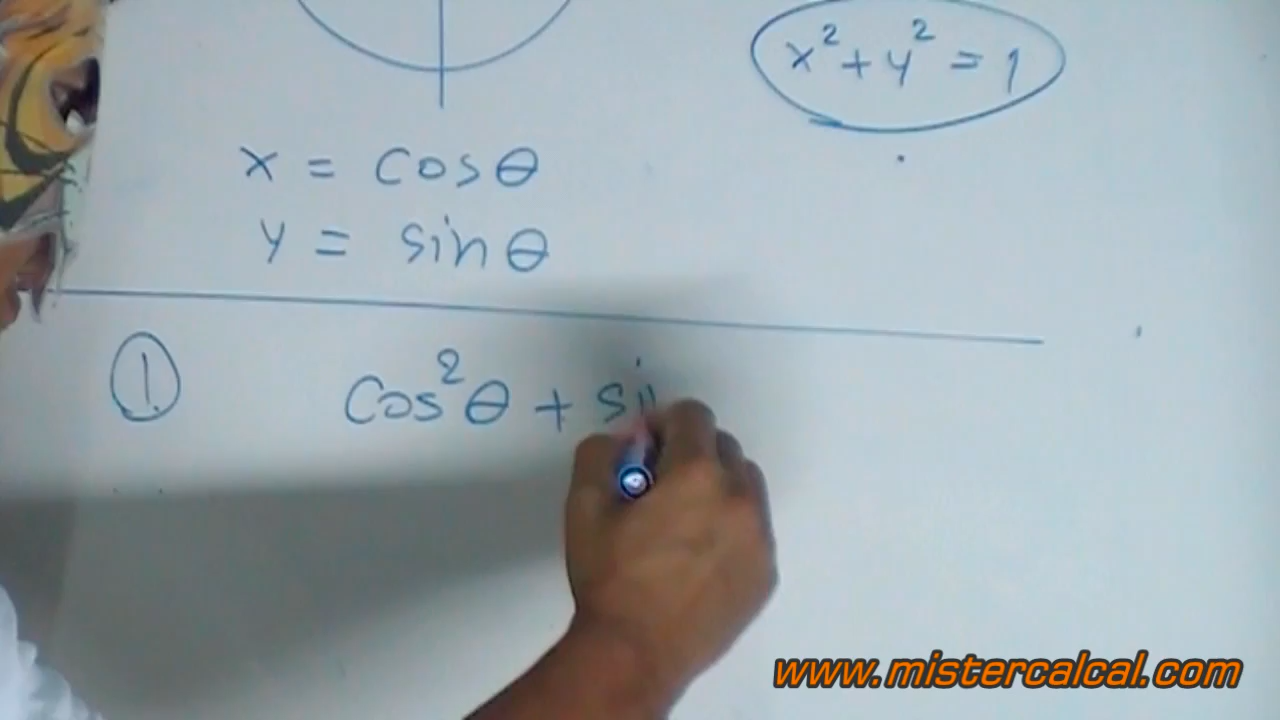 x² + y² = 1
x = cosθ
y = sinθ
① cos²θ + si
www.mistercalcal.com